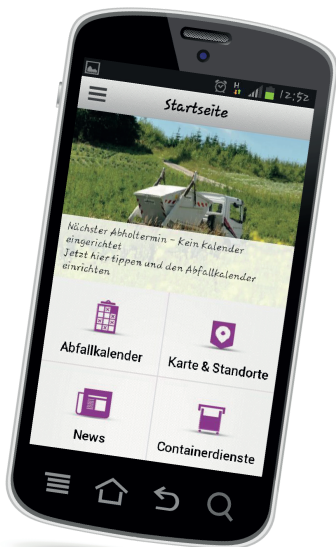 H
12:52
Startseite
Nächster Abholtermin - Kein Kalender
eingerichtet
Jetzt hier tippen und den Abfallkalender
einrichten
Abfallkalender
Karte & Standorte
News
Containerdienste